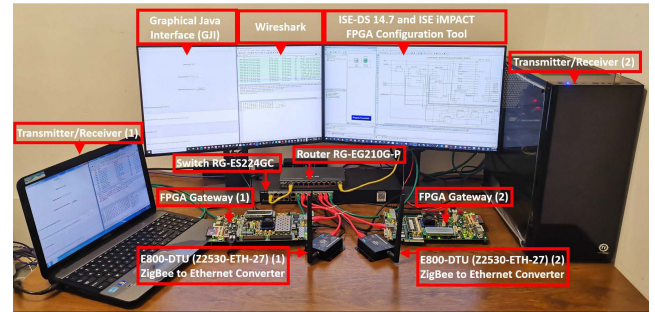 Graphical Java
Interface (GJI)
Wireshark
ISE-DS 14.7 and ISE iMPACT
FPGA Configuration Tool
Transmitter/Receiver (2)
Transmitter/Receiver (1)
Switch RG-ES224GC
Router RG-EG210G-P
FPGA Gateway (1)
FPGA Gateway (2)
E800-DTU (Z2530-ETH-27) (1)
ZigBee to Ethernet Converter
E800-DTU (Z2530-ETH-27) (2)
ZigBee to Ethernet Converter